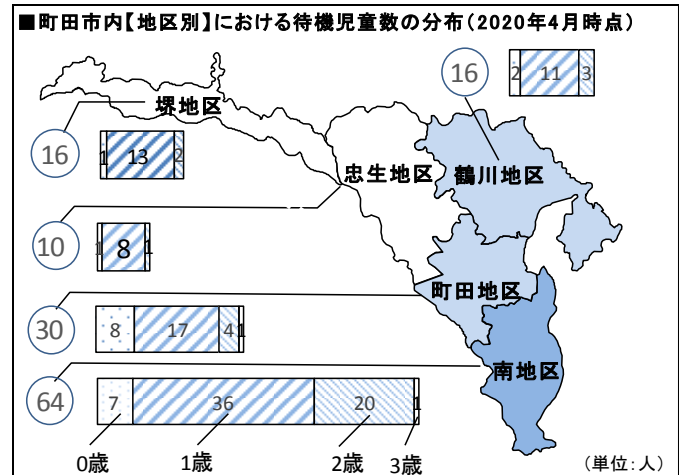 ■町田市内【地区別】における待機児童数の分布(2020年4月時点)
16
2 11 3
堺地区
16
1 13 2
忠生地区
鶴川地区
10
1 8 1
町田地区
30
8 17 4 1
南地区
64
7 36 20 1
0歳 1歳 2歳 3歳
(単位:人)